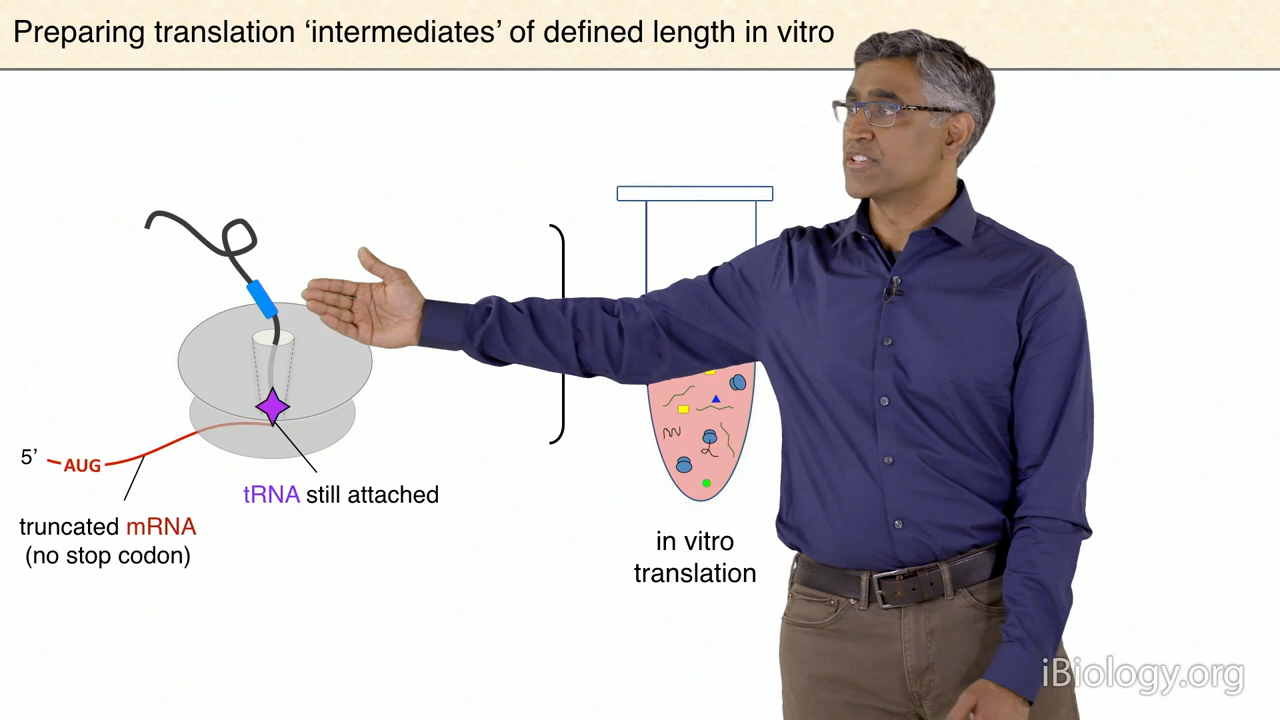 Preparing translation ‘intermediates’ of defined length in vitro
5’
AUG
tRNA still attached
truncated mRNA
(no stop codon)
in vitro
translation
iBiology.org